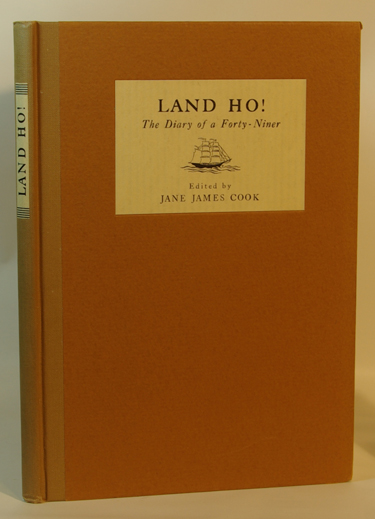 LAND HO!
LAND HO!
The Diary of a Forty-Niner
Edited by
JANE JAMES COOK